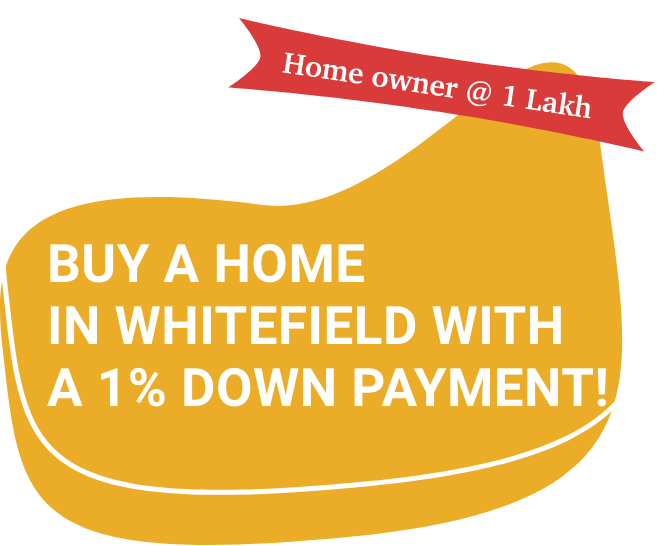 Home owner @ 1 Lakh
BUY A HOME
IN WHITEFIELD WITH
A 1% DOWN PAYMENT!